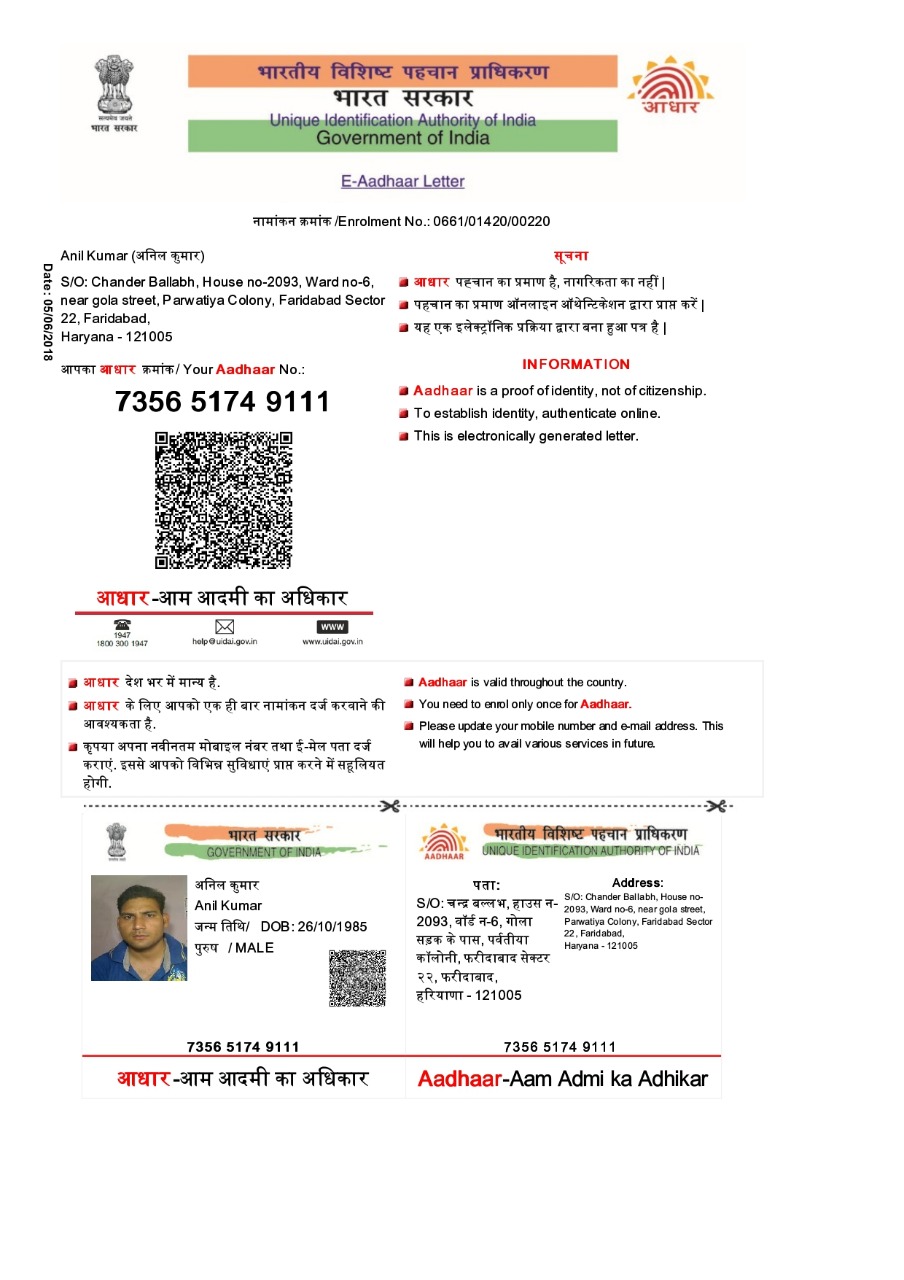 भारतीय विशिष्ट पहचान प्राधिकरण
भारत सरकार
Unique Identification Authority of India
Government of India
सत्यमेव जयते
भारत सरकार
आधार
E-Aadhaar Letter
नामांकन क्रमांक /Enrolment No.: 0661/01420/00220
Date: 05/06/2018
Anil Kumar (अनिल कुमार)
S/O: Chander Ballabh, House no-2093, Ward no-6,
near gola street, Parwatiya Colony, Faridabad Sector
22, Faridabad,
Haryana - 121005
आपका आधार क्रमांक/ Your Aadhaar No.:
7356 5174 9111
सूचना
आधार पहचान का प्रमाण है, नागरिकता का नहीं |
पहचान का प्रमाण ऑनलाइन ऑथेन्टिकेशन द्वारा प्राप्त करें |
यह एक इलेक्ट्रॉनिक प्रक्रिया द्वारा बना हुआ पत्र है |
INFORMATION
Aadhaar is a proof of identity, not of citizenship.
To establish identity, authenticate online.
This is electronically generated letter.
आधार-आम आदमी का अधिकार
1947
1800 300 1947
help@uidai.gov.in
www
www.uidai.gov.in
आधार देश भर में मान्य है.
आधार के लिए आपको एक ही बार नामांकन दर्ज करवाने की
आवश्यकता है.
कृपया अपना नवीनतम मोबाइल नंबर तथा ई-मेल पता दर्ज
कराएं. इससे आपको विभिन्न सुविधाएं प्राप्त करने में सहूलियत
होगी.
Aadhaar is valid throughout the country.
You need to enrol only once for Aadhaar.
Please update your mobile number and e-mail address. This
will help you to avail various services in future.
भारत सरकार
GOVERNMENT OF INDIA
अनिल कुमार
Anil Kumar
जन्म तिथि/ DOB: 26/10/1985
पुरुष / MALE
7356 5174 9111
आधार-आम आदमी का अधिकार
AADHAAR
भारतीय विशिष्ट पहचान प्राधिकरण
UNIQUE IDENTIFICATION AUTHORITY OF INDIA
पता:
S/O: चन्द्र बल्लभ, हाउस न-
2093, वॉर्ड न-6, गोला
सड़क के पास, पर्वतीया
कॉलोनी, फरीदाबाद सेक्टर
२२, फरीदाबाद,
हरियाणा - 121005
Address:
S/O: Chander Ballabh, House no-
2093, Ward no-6, near gola street,
Parwatiya Colony, Faridabad Sector
22, Faridabad,
Haryana - 121005
7356 5174 9111
Aadhaar-Aam Admi ka Adhikar